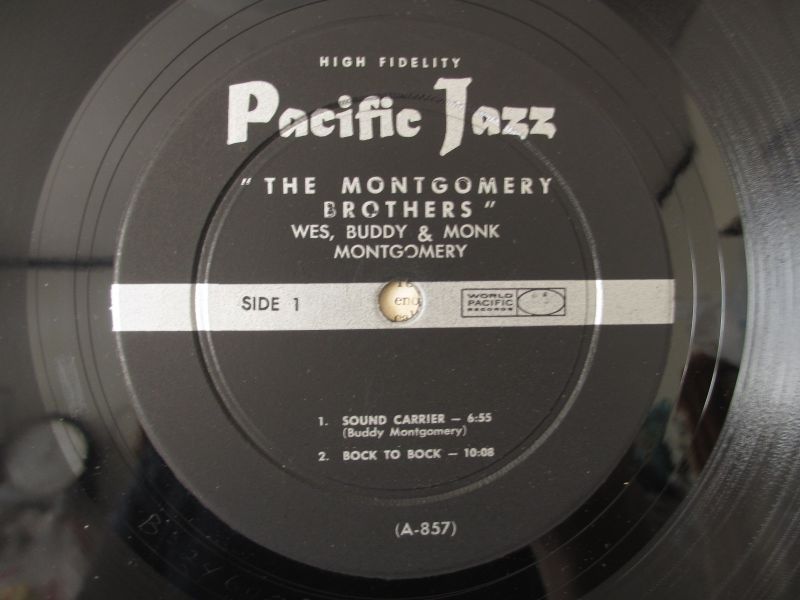 HIGH FIDELITY
Pacific Jazz
"THE MONTGOMERY
BROTHERS"
WES, BUDDY & MONK
MONTGOMERY
SIDE 1
WORLD
PACIFIC
RECORDS
1. SOUND CARRIER — 6:55
(Buddy Montgomery)
2. BOCK TO BOCK — 10:08
(A-857)